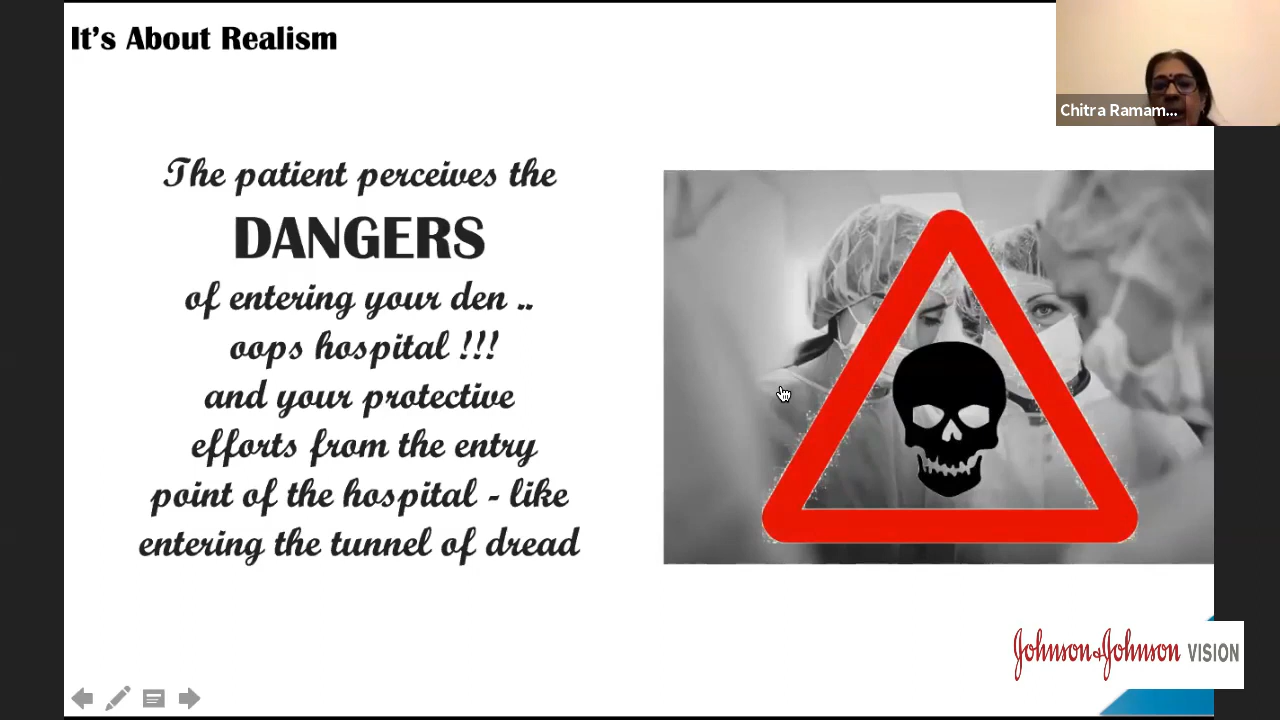 It's About Realism
Chitra Ramam...
The patient perceives the
DANGERS
of entering your den ..
oops hospital !!!
and your protective
efforts from the entry
point of the hospital - like
entering the tunnel of dread
Johnson & Johnson VISION